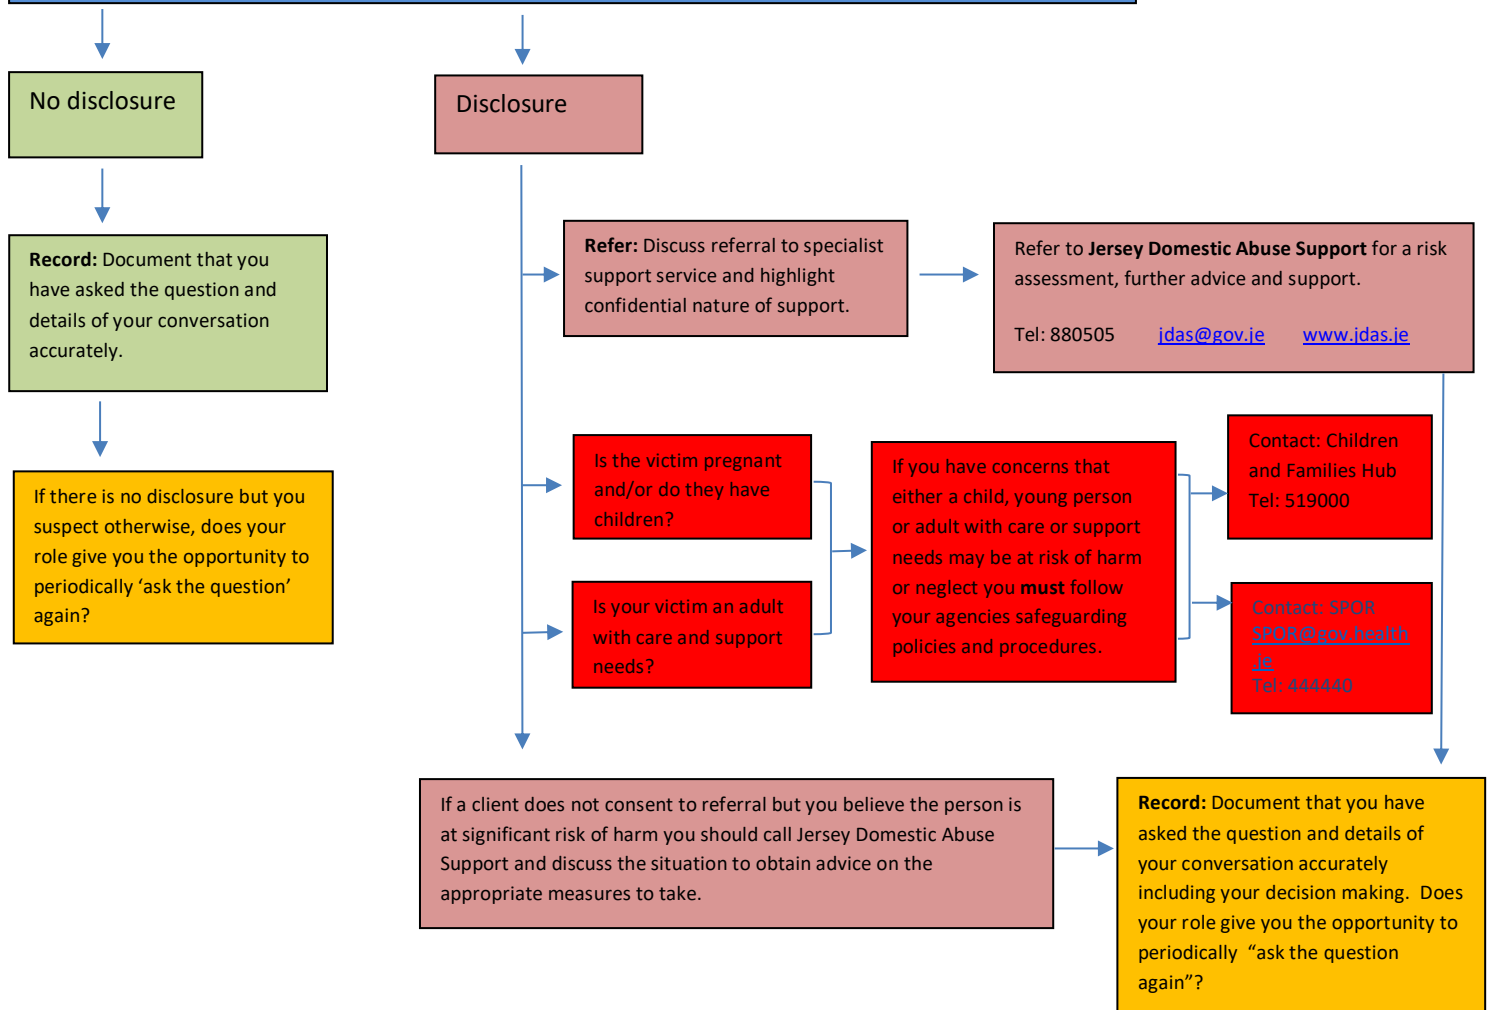 No disclosure
Disclosure
Record: Document that you
have asked the question and
details of your conversation
accurately.
If there is no disclosure but you
suspect otherwise, does your
role give you the opportunity to
periodically ‘ask the question’
again?
Refer: Discuss referral to specialist
support service and highlight
confidential nature of support.
Refer to Jersey Domestic Abuse Support for a risk
assessment, further advice and support.
Tel: 880505 jdas@gov.je www.jdas.je
Is the victim pregnant
and/or do they have
children?
Is your victim an adult
with care and support
needs?
If you have concerns that
either a child, young person
or adult with care or support
needs may be at risk of harm
or neglect you must follow
your agencies safeguarding
policies and procedures.
Contact: Children
and Families Hub
Tel: 519000
Contact: SPOR
SPOR@gov.health
.je
Tel: 444440
If a client does not consent to referral but you believe the person is
at significant risk of harm you should call Jersey Domestic Abuse
Support and discuss the situation to obtain advice on the
appropriate measures to take.
Record: Document that you have
asked the question and details of
your conversation accurately
including your decision making.  Does
your role give you the opportunity to
periodically  “ask the question
again”?